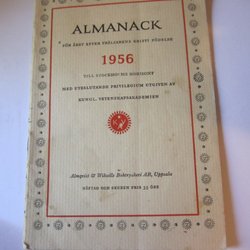 ALMANACK
FÖR ÅRET EFTER FRÄLSARENS KRISTI FÖDELSE
1956
TILL STOCKHOLMS HORISONT
MED UTESLUTANDE PRIVILEGIUM UTGIVEN AV
KUNGL. VETENSKAPSAKADEMIEN
Almqvist & Wiksells Boktryckeri AB, Uppsala
HÄFTAD OCH SKUREN PRIS 35 ÖRE